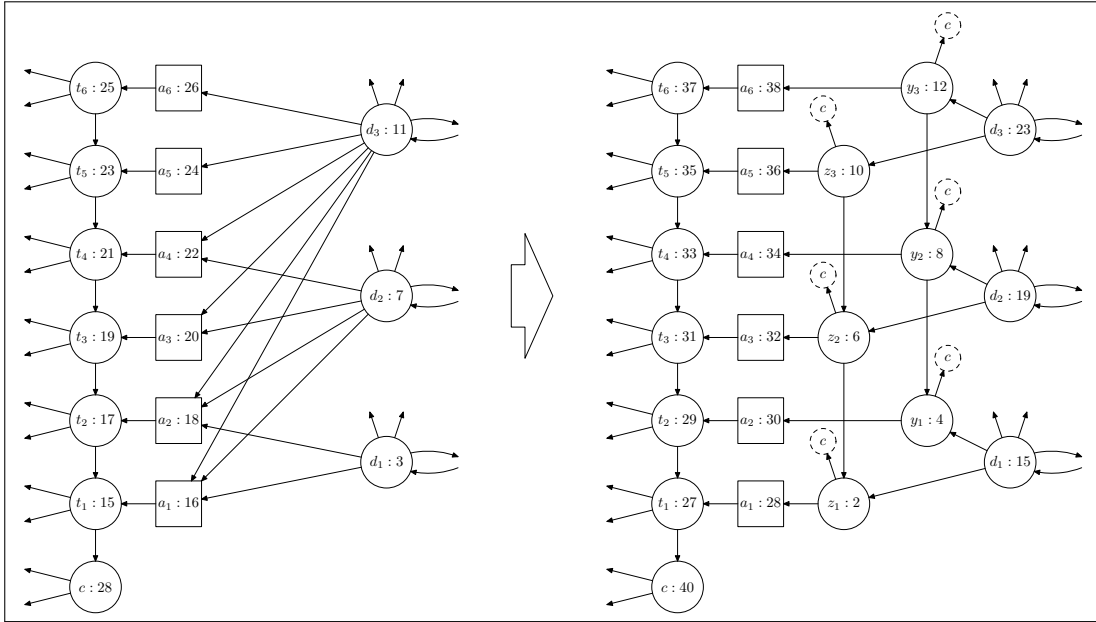 c
t₆ : 25 a₆ : 26 t₆ : 37 a₆ : 38 y₃ : 12
c
d₃ : 11 d₃ : 23
t₅ : 23 a₅ : 24 t₅ : 35 a₅ : 36 z₃ : 10
c
t₄ : 21 a₄ : 22 t₄ : 33 a₄ : 34 y₂ : 8
c
d₂ : 7 d₂ : 19
t₃ : 19 a₃ : 20 t₃ : 31 a₃ : 32 z₂ : 6
c
t₂ : 17 a₂ : 18 t₂ : 29 a₂ : 30 y₁ : 4
c
d₁ : 3 d₁ : 15
t₁ : 15 a₁ : 16 t₁ : 27 a₁ : 28 z₁ : 2
c : 28 c : 40